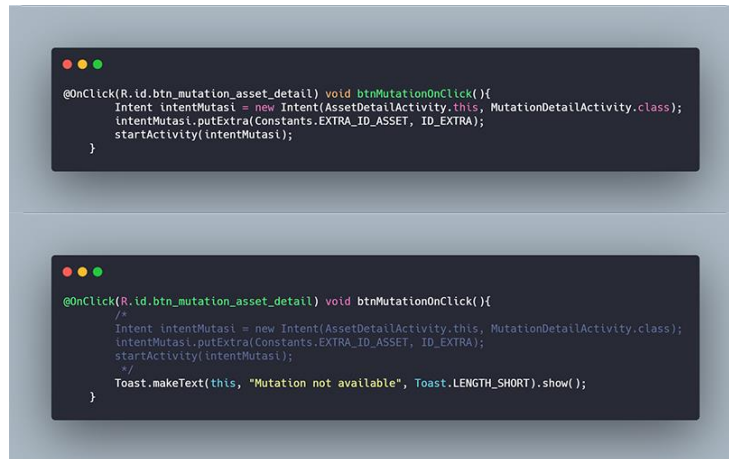 @OnClick(R.id.btn_mutation_asset_detail) void btnMutationOnClick(){
        Intent intentMutasi = new Intent(AssetDetailActivity.this, MutationDetailActivity.class);
        intentMutasi.putExtra(Constants.EXTRA_ID_ASSET, ID_EXTRA);
        startActivity(intentMutasi);
    }
@OnClick(R.id.btn_mutation_asset_detail) void btnMutationOnClick(){
        /*
        Intent intentMutasi = new Intent(AssetDetailActivity.this, MutationDetailActivity.class);
        intentMutasi.putExtra(Constants.EXTRA_ID_ASSET, ID_EXTRA);
        startActivity(intentMutasi);
         */
        Toast.makeText(this, "Mutation not available", Toast.LENGTH_SHORT).show();
    }